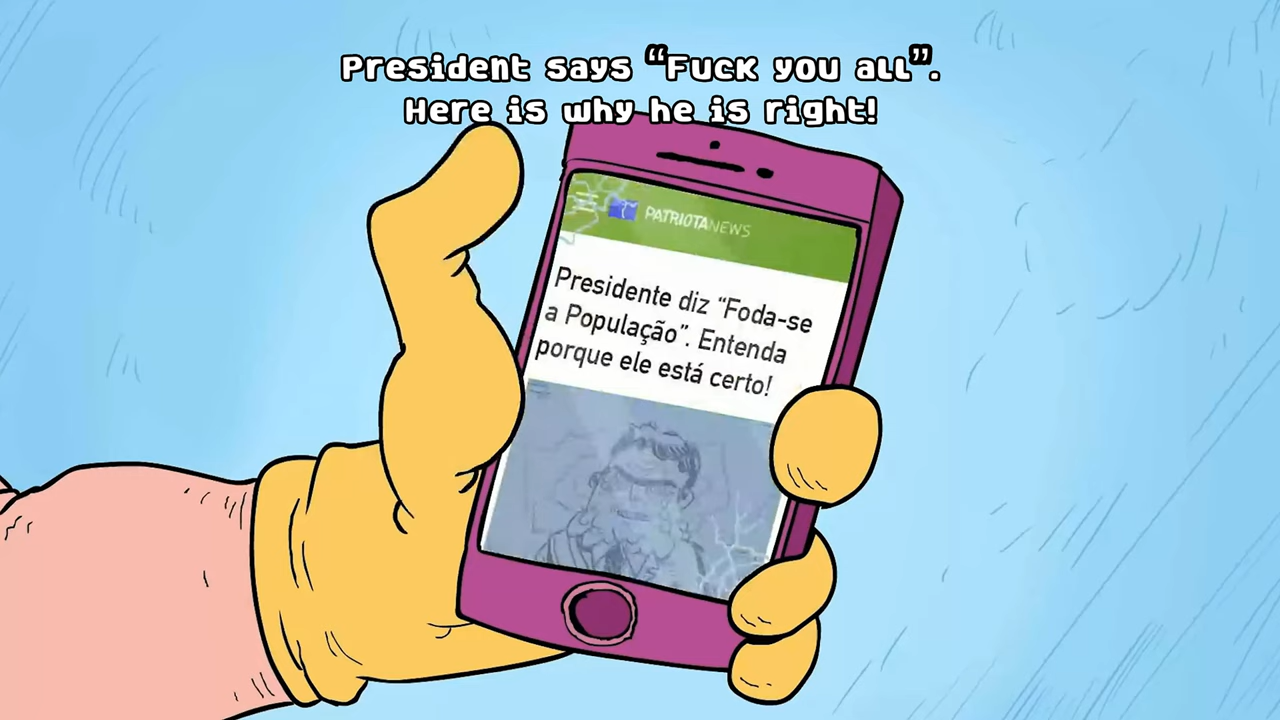 President says “Fuck you all”.
Here is why he is right!
PATRIOTANEWS
Presidente diz “Foda-se
a População”. Entenda
porque ele está certo!